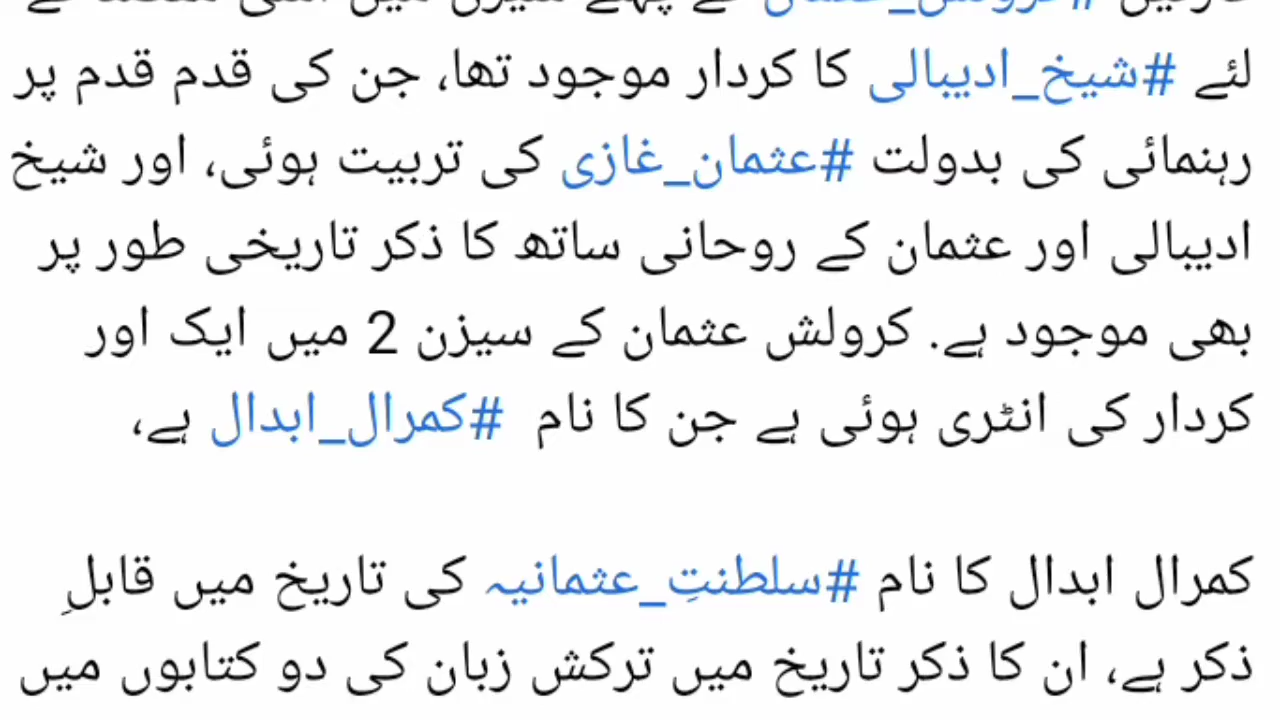 لئے #شیخ_ادیبالی کا کردار موجود تھا، جن کی قدم قدم پر
رہنمائی کی بدولت #عثمان_غازی کی تربیت ہوئی، اور شیخ
ادیبالی اور عثمان کے روحانی ساتھ کا ذکر تاریخی طور پر
بھی موجود ہے. کرولش عثمان کے سیزن 2 میں ایک اور
کردار کی انٹری ہوئی ہے جن کا نام #کمرال_ابدال ہے،
کمرال ابدال کا نام #سلطنتِ_عثمانیہ کی تاریخ میں قابلِ
ذکر ہے، ان کا ذکر تاریخ میں ترکش زبان کی دو کتابوں میں